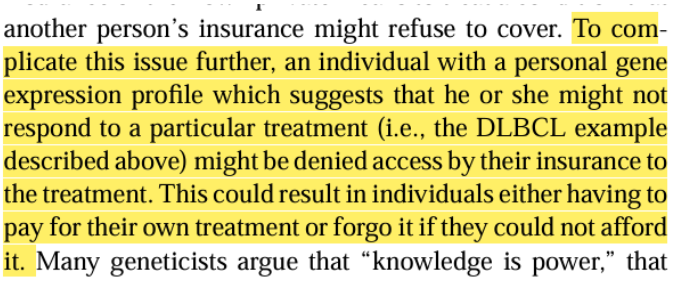 another person's insurance might refuse to cover. To com-
plicate this issue further, an individual with a personal gene
expression profile which suggests that he or she might not
respond to a particular treatment (i.e., the DLBCL example
described above) might be denied access by their insurance to
the treatment. This could result in individuals either having to
pay for their own treatment or forgo it if they could not afford
it. Many geneticists argue that “knowledge is power,” that